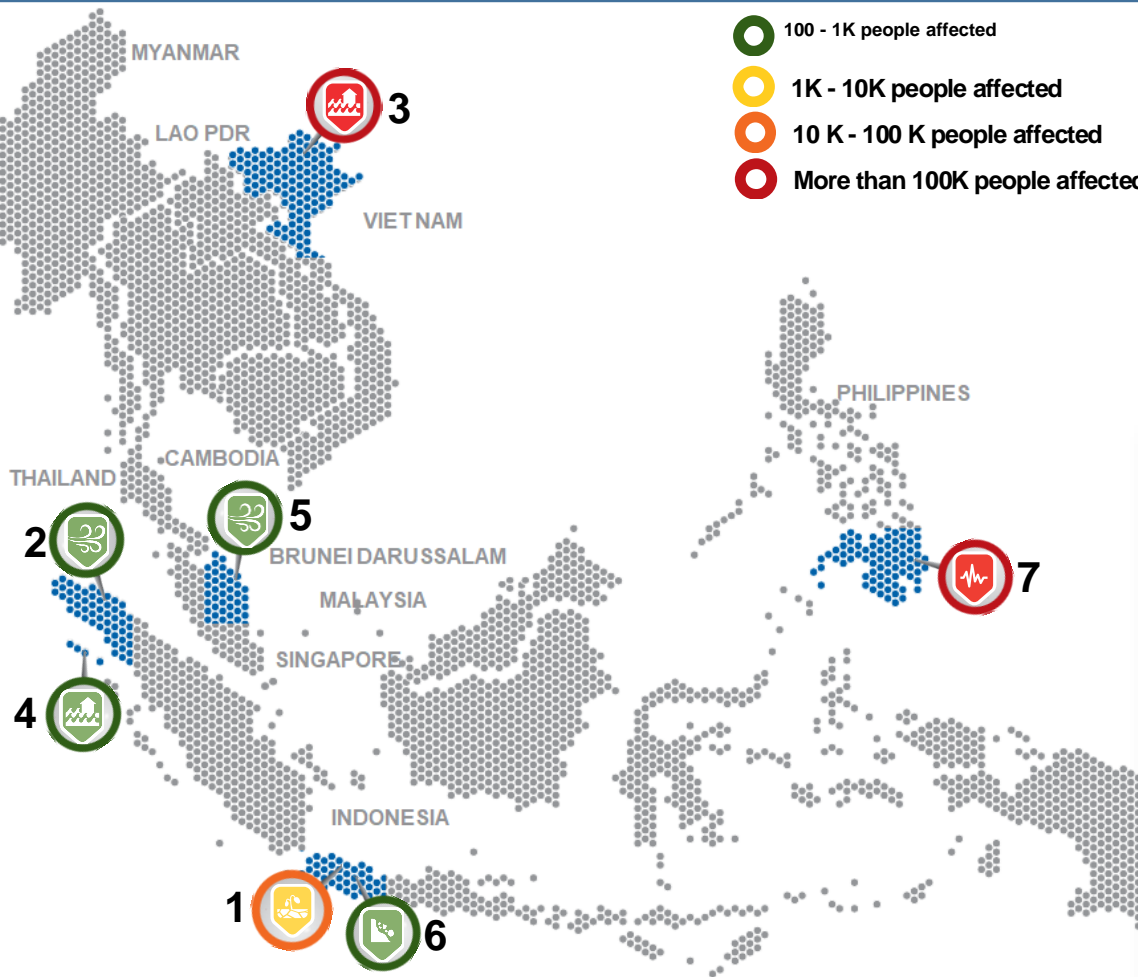 100 - 1K people affected
MYANMAR
1K - 10K people affected
3
LAO PDR
10 K - 100 K people affected
More than 100K people affected
VIET NAM
PHILIPPINES
CAMBODIA
THAILAND
5
2
BRUNEI DARUSSALAM
7
MALAYSIA
SINGAPORE
4
INDONESIA
1
6